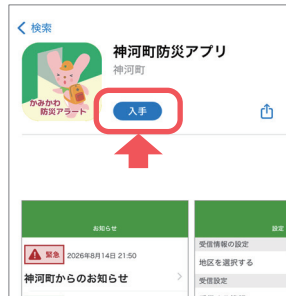 検索
神河町防災アプリ
神河町
かみかわ
防災アラート
入手
お知らせ
設定
緊急 2026年8月14日 21:50
受信情報の設定
神河町からのお知らせ
地区を選択する
受信設定